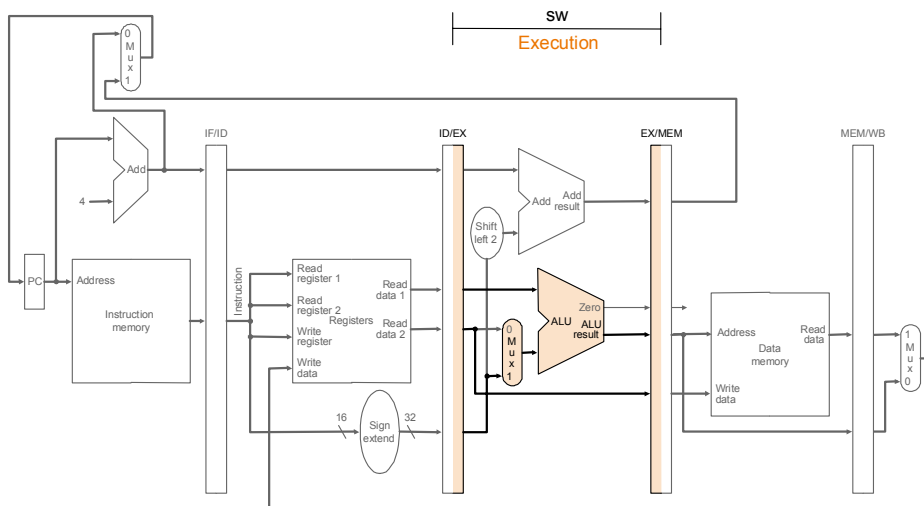 SW
Execution
0
M
u
x
1
IF/ID
ID/EX
EX/MEM
MEM/WB
Add
4
Add
Add
result
Shift
left 2
PC
Address
Instruction
memory
Instruction
Read
register 1
Read
register 2
Write
register
Write
data
Registers
Read
data 1
Read
data 2
0
M
u
x
1
ALU
Zero
ALU
result
Address
Write
data
Data
memory
Read
data
1
M
u
x
0
16
Sign
extend
32